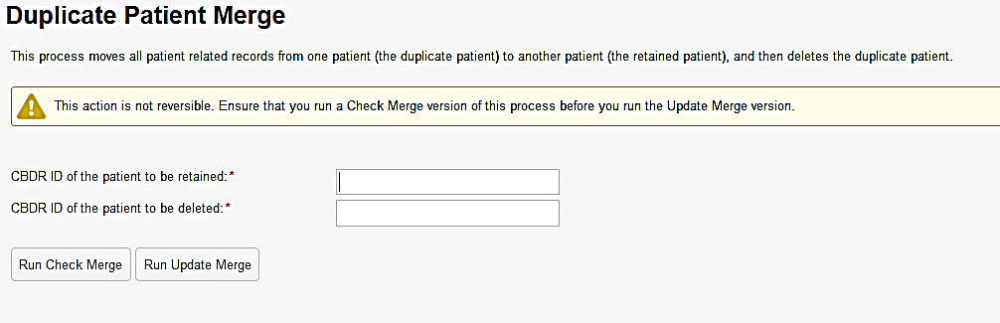 Duplicate Patient Merge
This process moves all patient related records from one patient (the duplicate patient) to another patient (the retained patient), and then deletes the duplicate patient.
This action is not reversible. Ensure that you run a Check Merge version of this process before you run the Update Merge version.
CBDR ID of the patient to be retained:*
CBDR ID of the patient to be deleted:*
Run Check Merge Run Update Merge